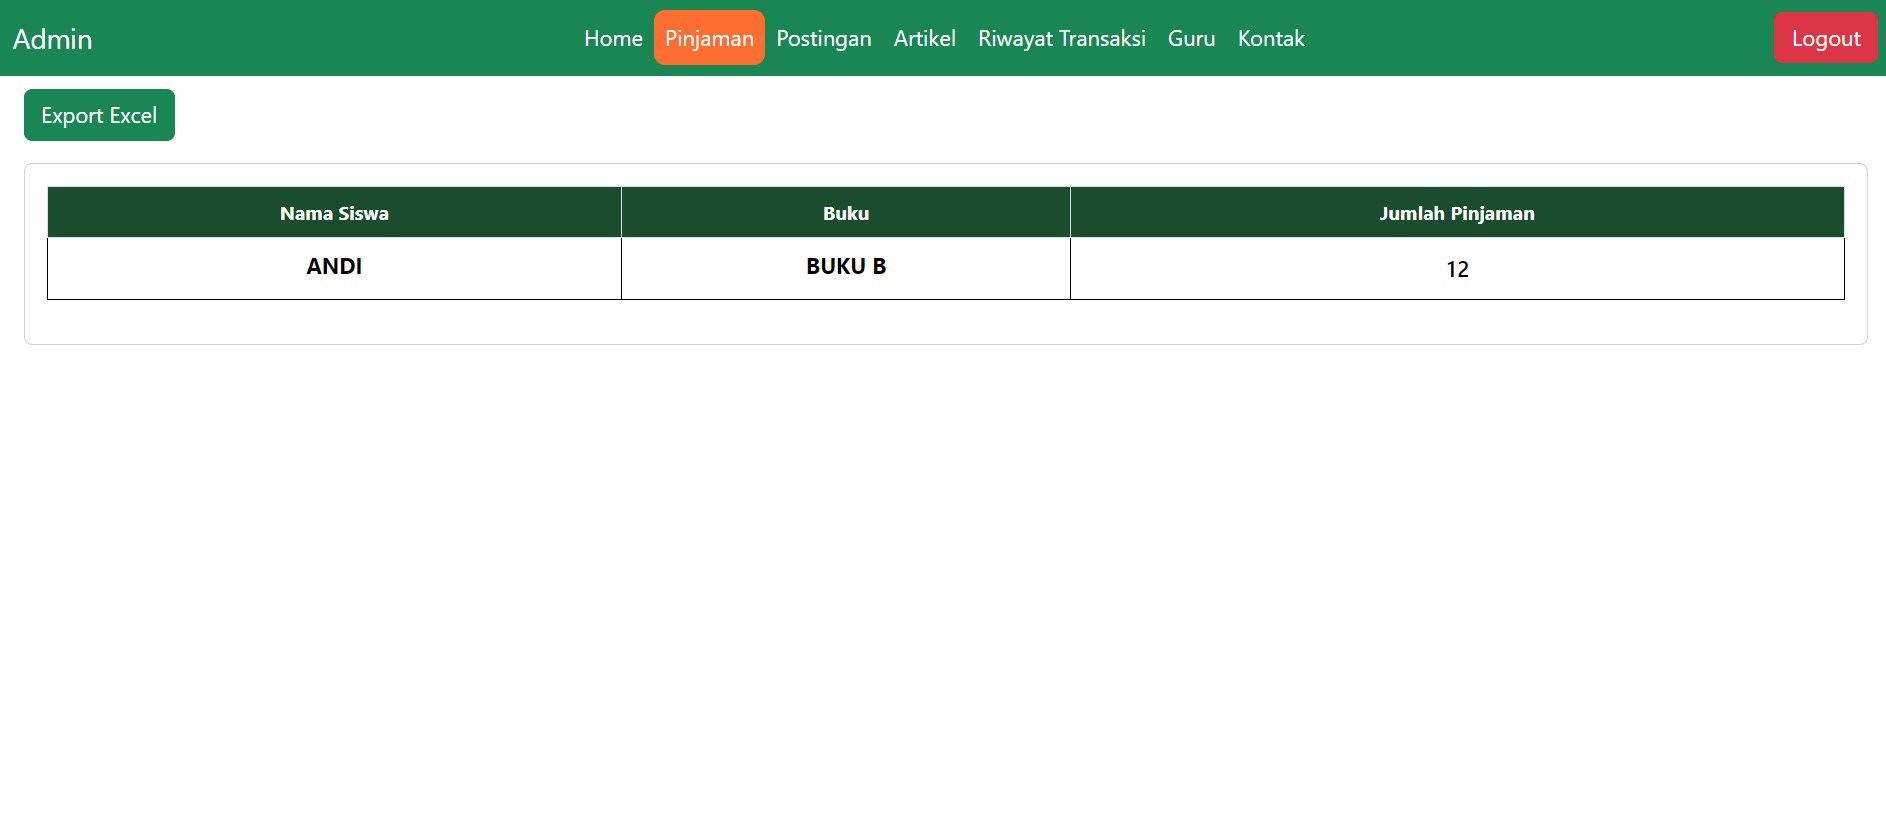 Admin Home Pinjaman Postingan Artikel Riwayat Transaksi Guru Kontak Logout
Export Excel
Nama Siswa Buku Jumlah Pinjaman
ANDI BUKU B 12